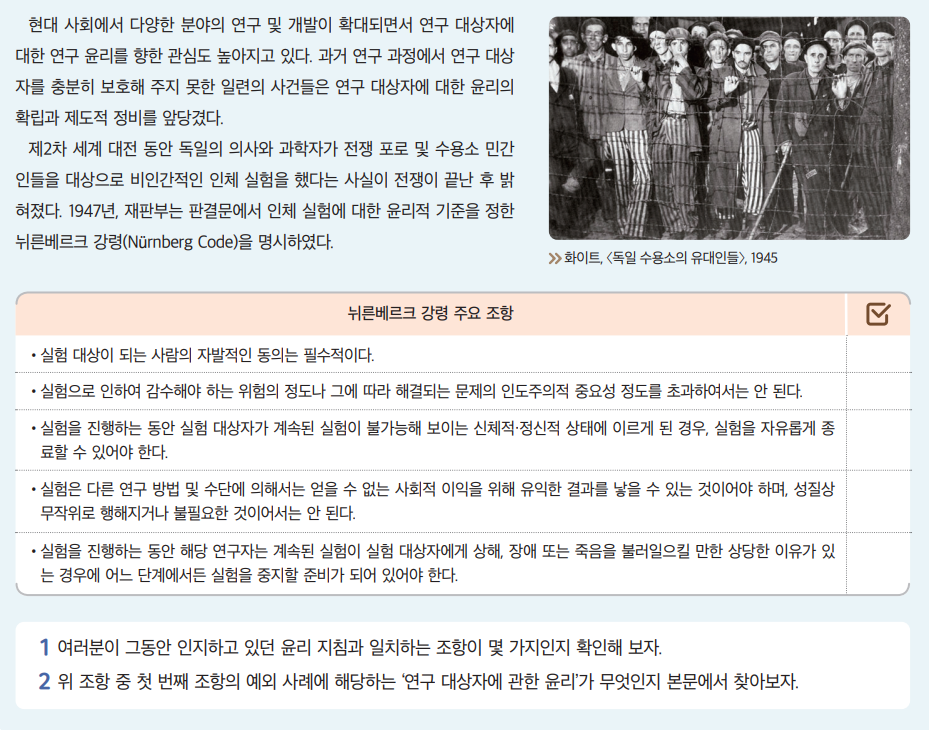 현대 사회에서 다양한 분야의 연구 및 개발이 확대되면서 연구 대상자에
대한 연구 윤리를 향한 관심도 높아지고 있다. 과거 연구 과정에서 연구 대상
자를 충분히 보호해 주지 못한 일련의 사건들은 연구 대상자에 대한 윤리의
확립과 제도적 정비를 앞당겼다.
제2차 세계 대전 동안 독일의 의사와 과학자가 전쟁 포로 및 수용소 민간
인들을 대상으로 비인간적인 인체 실험을 했다는 사실이 전쟁이 끝난 후 밝
혀졌다. 1947년, 재판부는 판결문에서 인체 실험에 대한 윤리적 기준을 정한
뉘른베르크 강령(Nürnberg Code)을 명시하였다.
화이트, 〈독일 수용소의 유대인들〉, 1945
뉘른베르크 강령 주요 조항
• 실험 대상이 되는 사람의 자발적인 동의는 필수적이다.
• 실험으로 인하여 감수해야 하는 위험의 정도나 그에 따라 해결되는 문제의 인도주의적 중요성 정도를 초과하여서는 안 된다.
• 실험을 진행하는 동안 실험 대상자가 계속된 실험이 불가능해 보이는 신체적·정신적 상태에 이르게 된 경우, 실험을 자유롭게 종
료할 수 있어야 한다.
• 실험은 다른 연구 방법 및 수단에 의해서는 얻을 수 없는 사회적 이익을 위해 유익한 결과를 낳을 수 있는 것이어야 하며, 성질상
무작위로 행해지거나 불필요한 것이어서는 안 된다.
• 실험을 진행하는 동안 해당 연구자는 계속된 실험이 실험 대상자에게 상해, 장애 또는 죽음을 불러일으킬 만한 상당한 이유가 있
는 경우에 어느 단계에서든 실험을 중지할 준비가 되어 있어야 한다.
1 여러분이 그동안 인지하고 있던 윤리 지침과 일치하는 조항이 몇 가지인지 확인해 보자.
2 위 조항 중 첫 번째 조항의 예외 사례에 해당하는 ‘연구 대상자에 관한 윤리’가 무엇인지 본문에서 찾아보자.